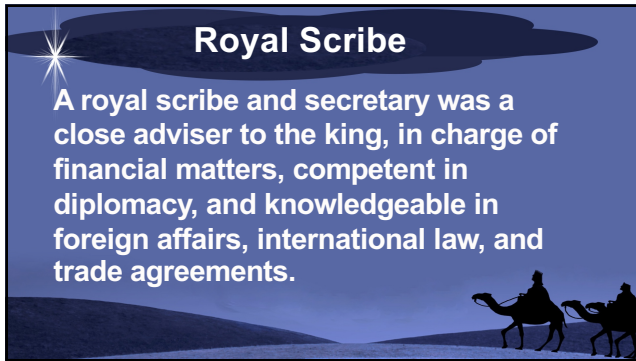 Royal Scribe
A royal scribe and secretary was a
close adviser to the king, in charge of
financial matters, competent in
diplomacy, and knowledgeable in
foreign affairs, international law, and
trade agreements.